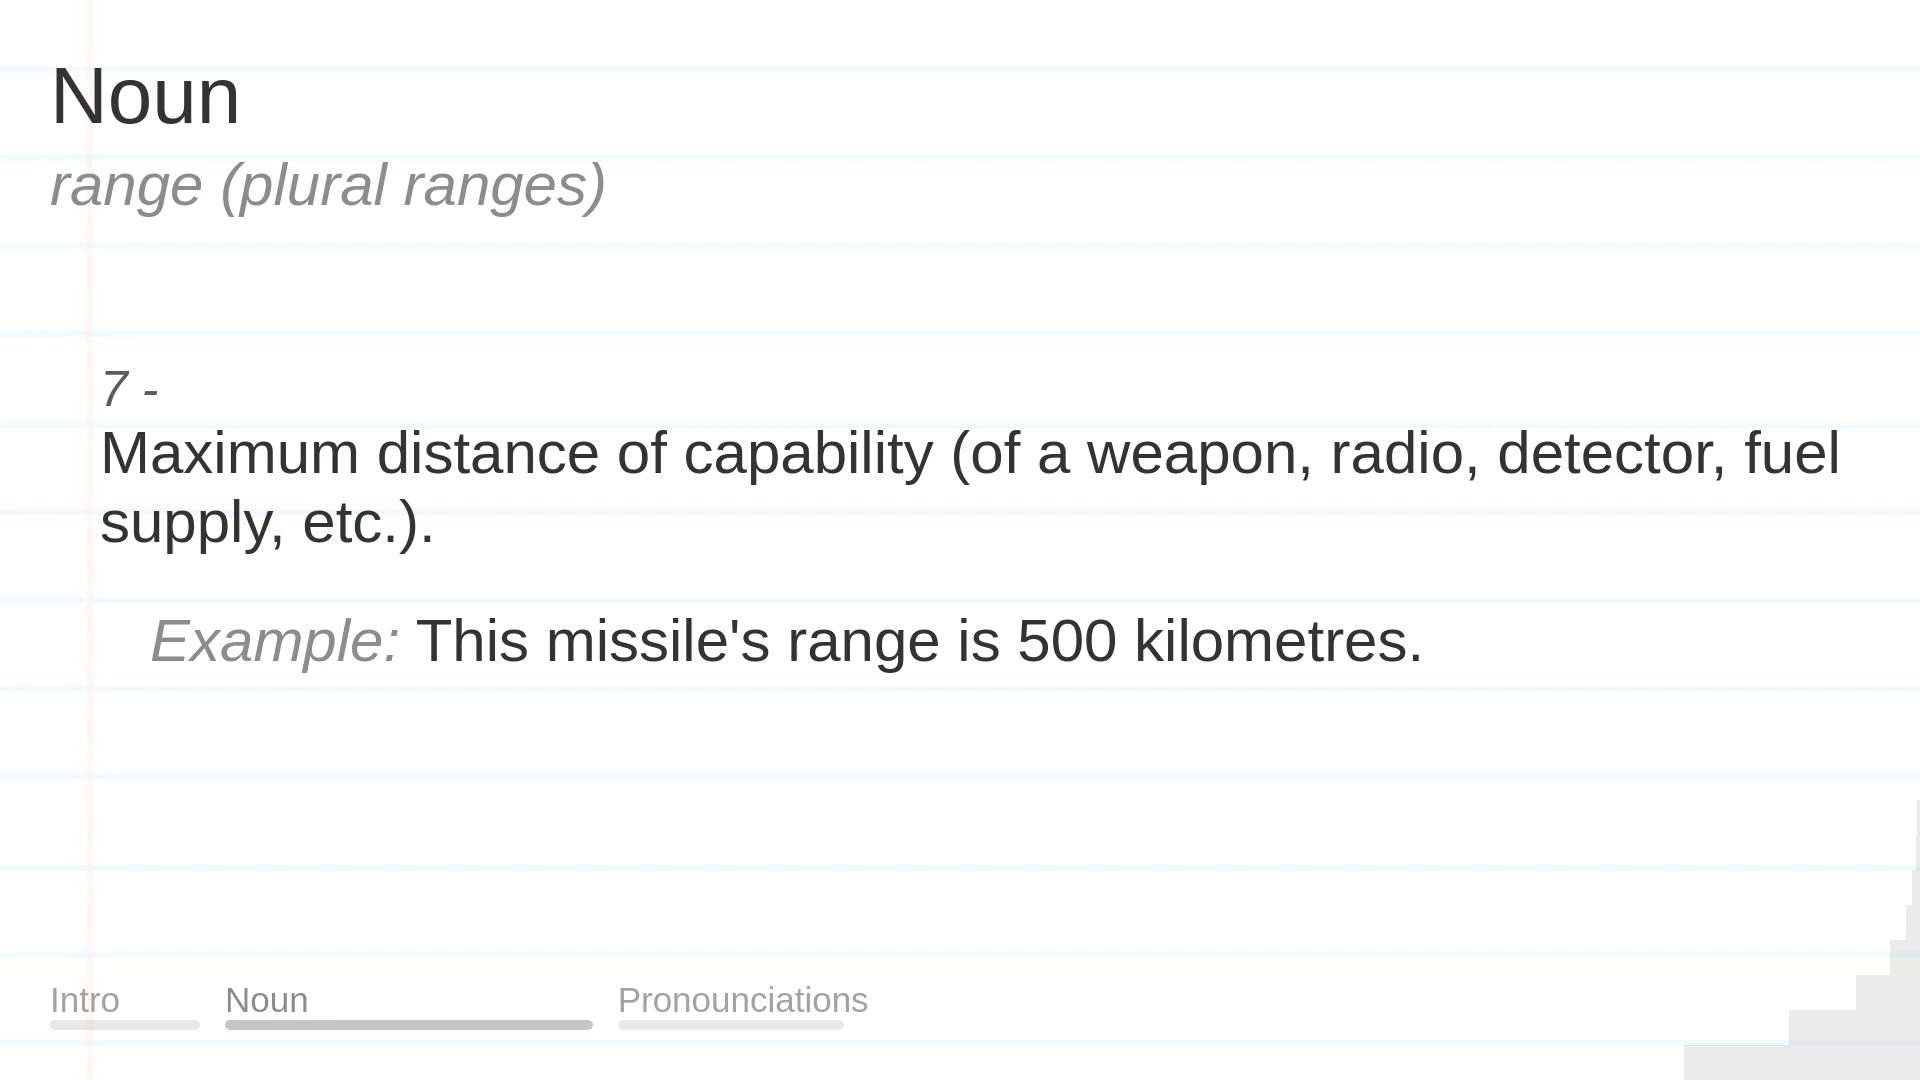 Noun
range (plural ranges)
7 -
Maximum distance of capability (of a weapon, radio, detector, fuel
supply, etc.).
Example: This missile's range is 500 kilometres.
Intro Noun Pronounciations